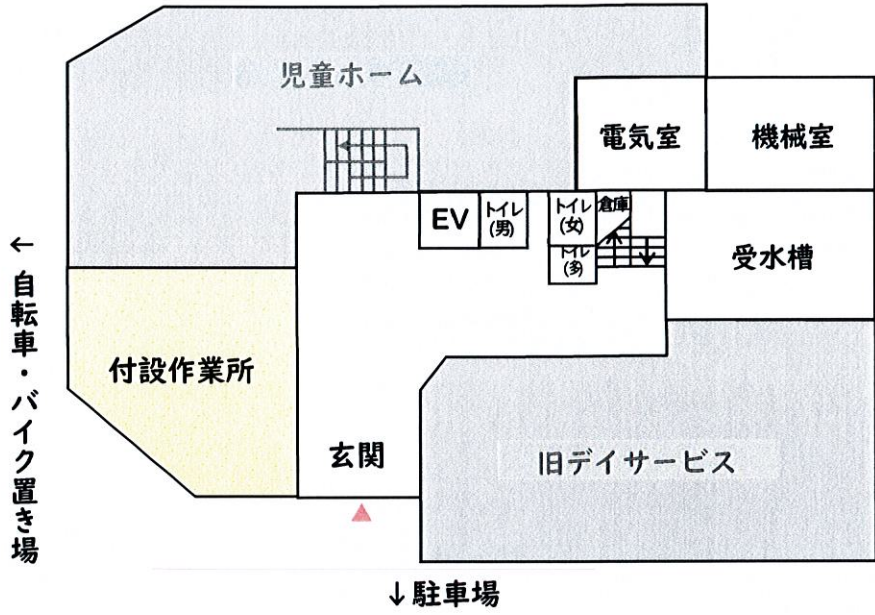 児童ホーム
電気室
機械室
EV
トイレ
(男)
トイレ
(女)
倉庫
トイレ
(多)
受水槽
← 自転車・バイク置き場
付設作業所
玄関
旧デイサービス
↓駐車場